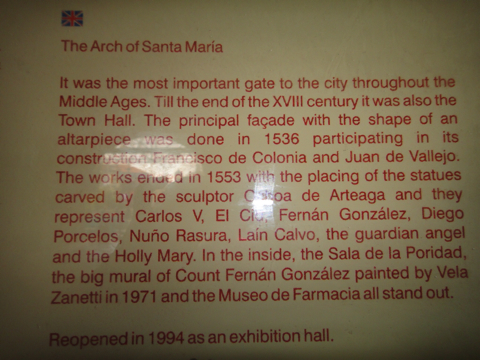 The Arch of Santa María
It was the most important gate to the city throughout the
Middle Ages. Till the end of the XVIII century it was also the
Town Hall. The principal façade with the shape of an
altarpiece was done in 1536 participating in its
construction Francisco de Colonia and Juan de Vallejo.
The works ended in 1553 with the placing of the statues
carved by the sculptor de Arteaga and they
represent Carlos V, El Cid, Fernán González, Diego
Porcelos, Nuño Rasura, Laín Calvo, the guardian angel
and the Holly Mary. In the inside, the Sala de la Poridad,
the big mural of Count Fernán González painted by Vela
Zanetti in 1971 and the Museo de Farmacia all stand out.
Reopened in 1994 as an exhibition hall.